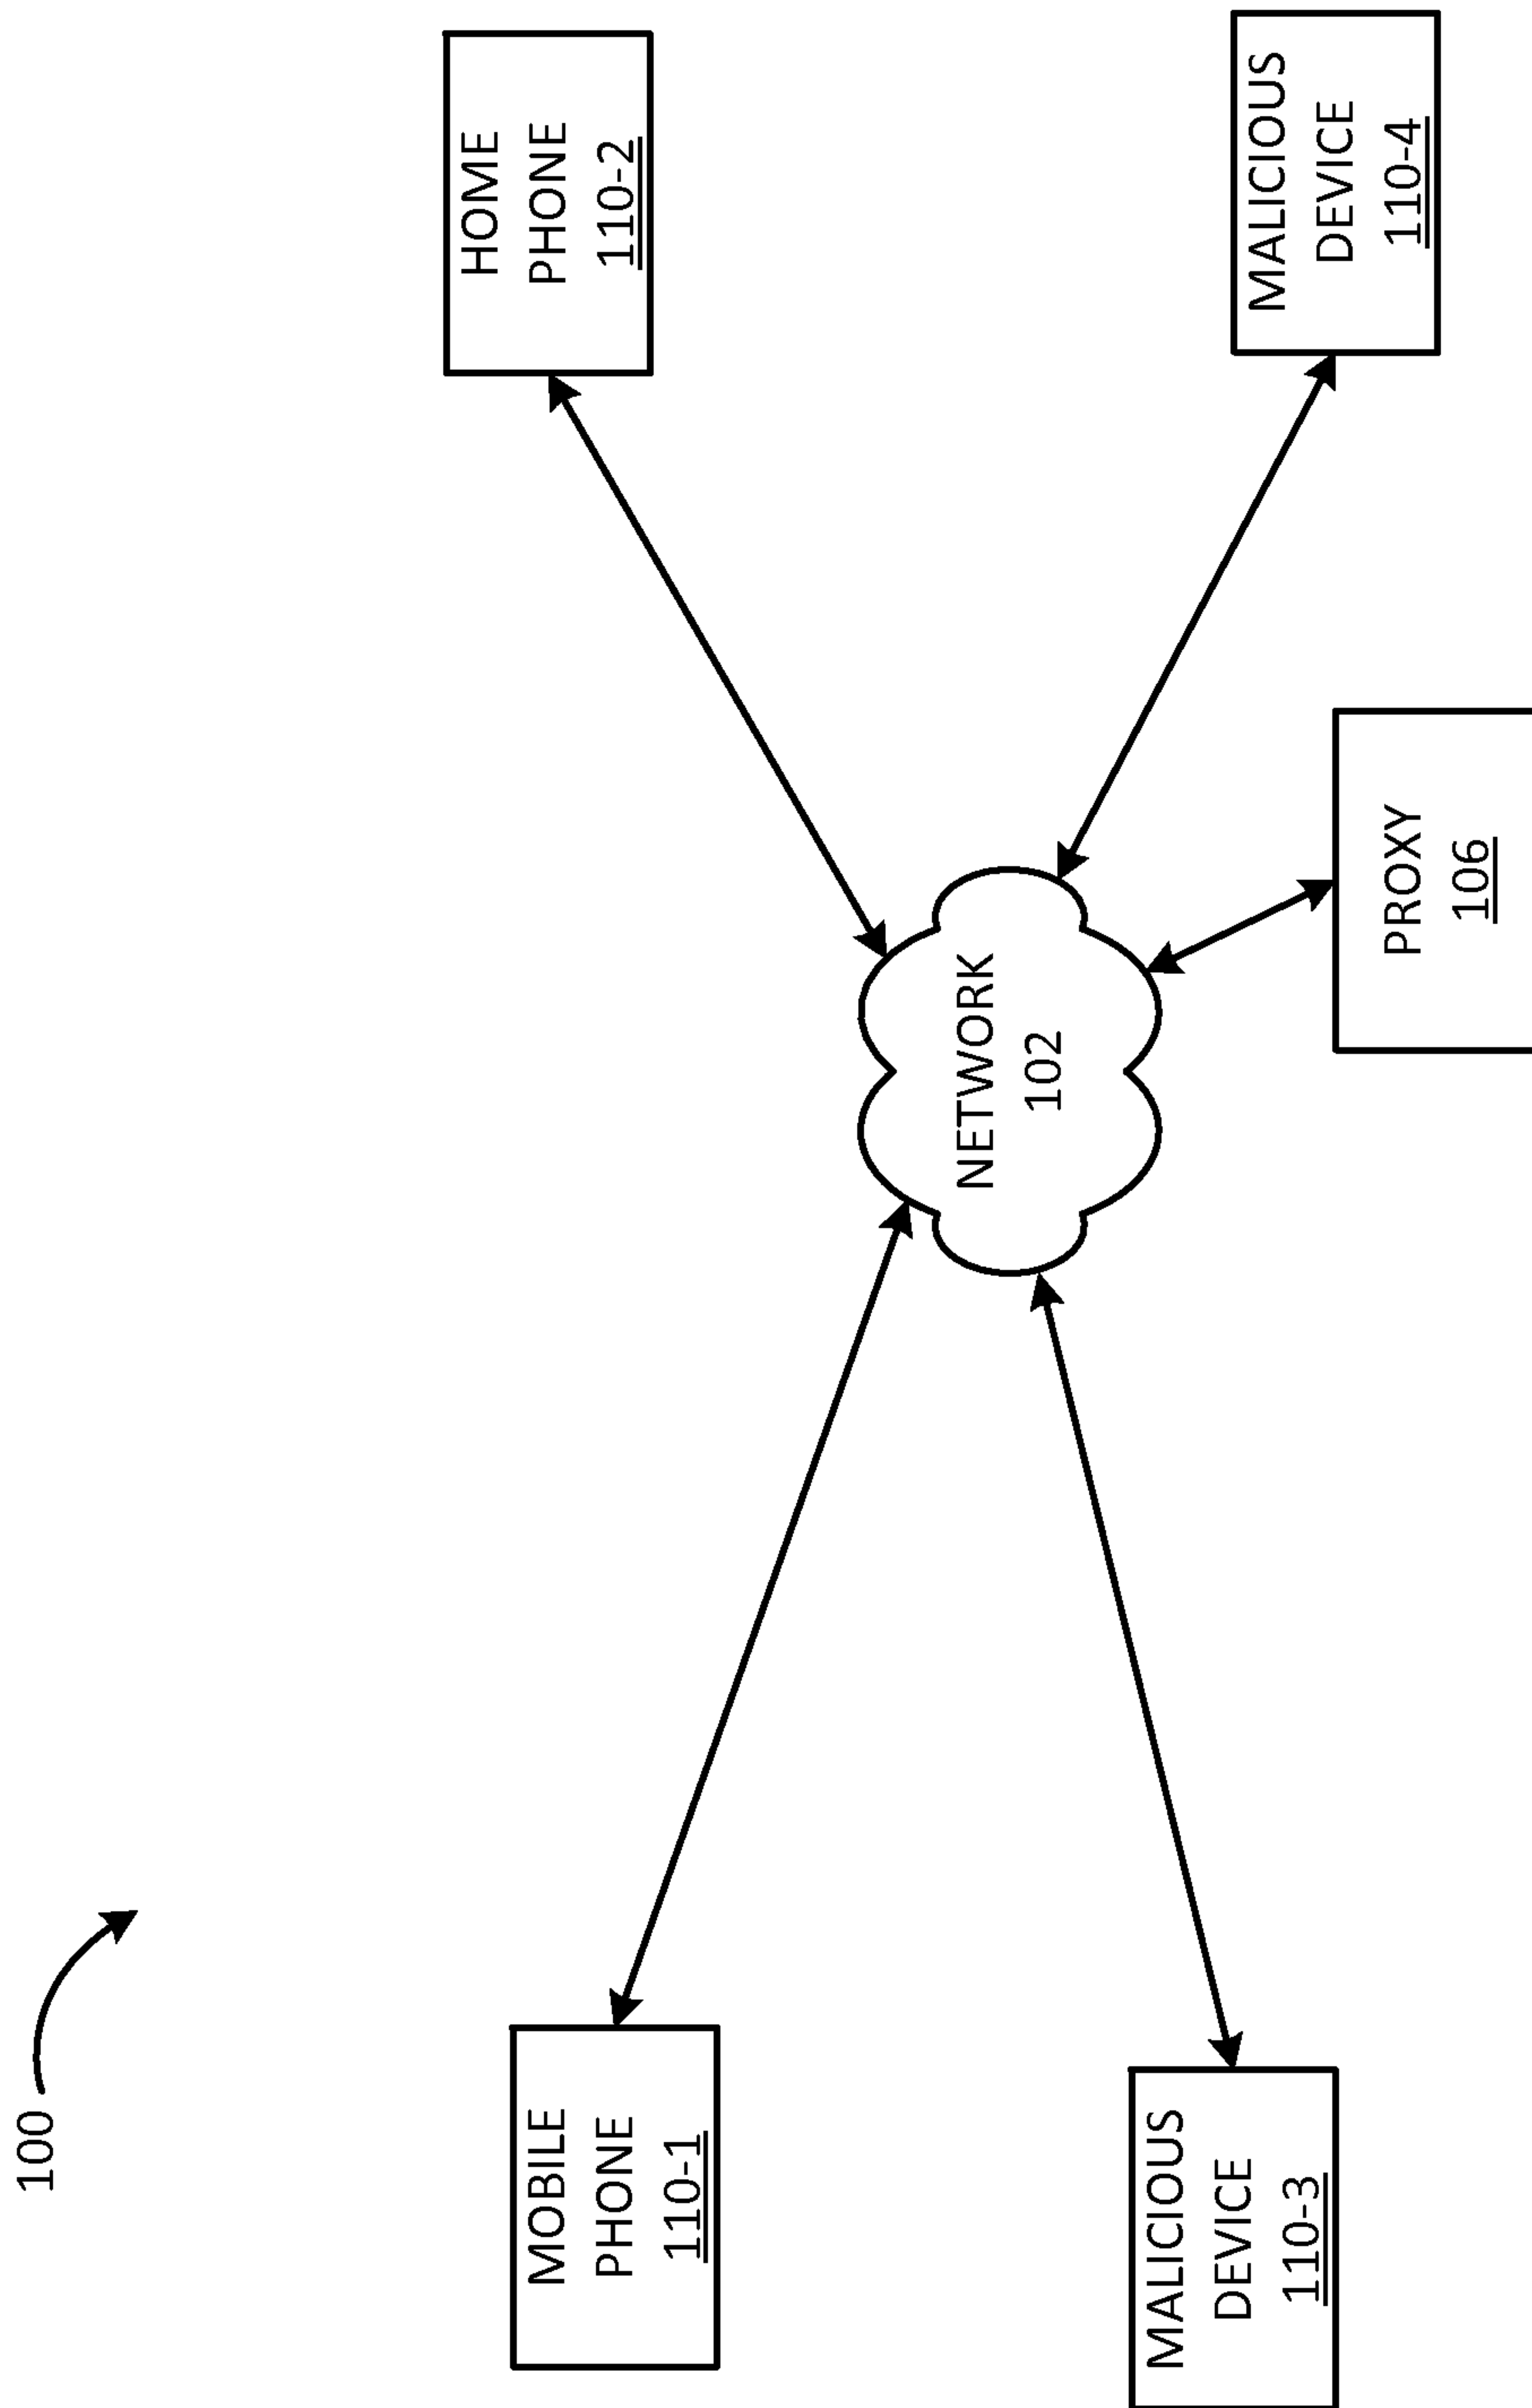 100
MOBILE
PHONE
110-1
HOME
PHONE
110-2
NETWORK
102
MALICIOUS
DEVICE
110-3
MALICIOUS
DEVICE
110-4
PROXY
106